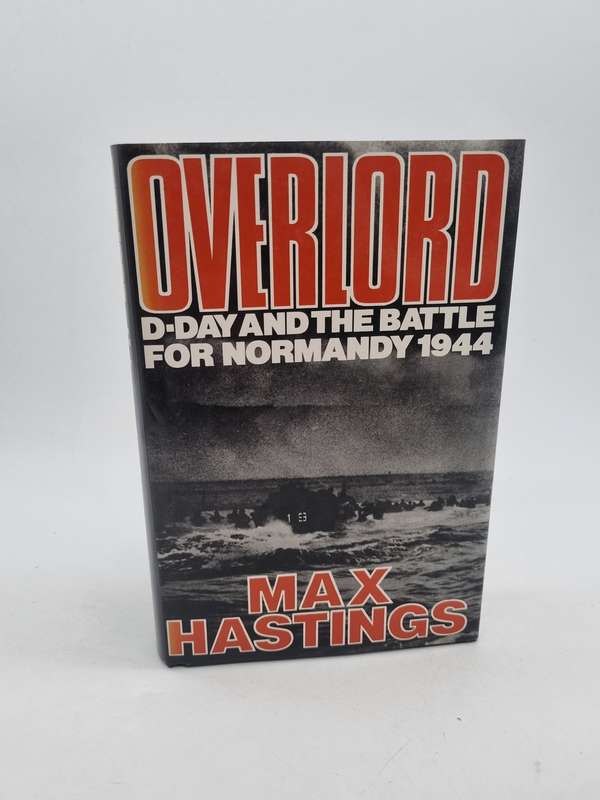 OVERLORD
D-DAY AND THE BATTLE
FOR NORMANDY 1944
MAX
HASTINGS